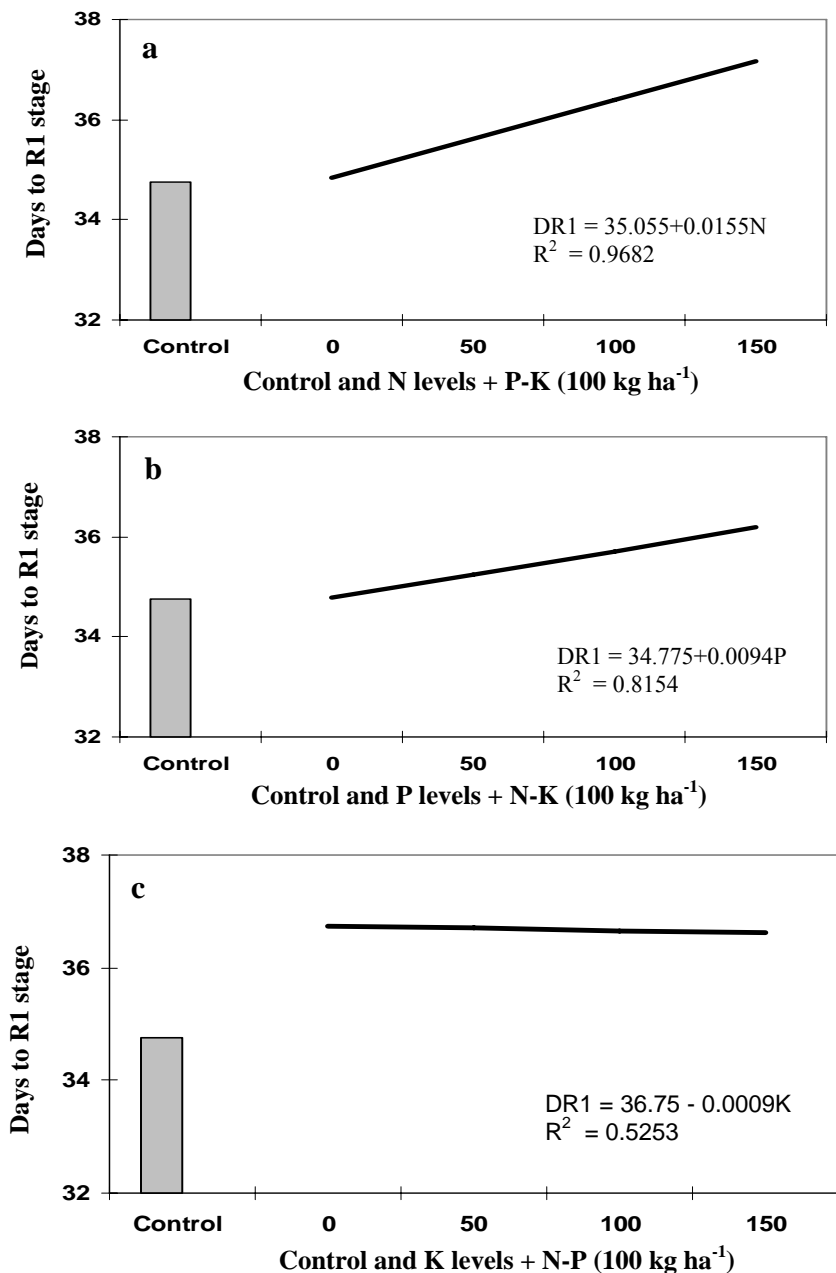 38
a
36
34
32
Days to R1 stage
DR1 = 35.055+0.0155N
R² = 0.9682
Control 0 50 100 150
Control and N levels + P-K (100 kg ha⁻¹)
38
b
36
34
32
Days to R1 stage
DR1 = 34.775+0.0094P
R² = 0.8154
Control 0 50 100 150
Control and P levels + N-K (100 kg ha⁻¹)
38
c
36
34
32
Days to R1 stage
DR1 = 36.75 - 0.0009K
R² = 0.5253
Control 0 50 100 150
Control and K levels + N-P (100 kg ha⁻¹)